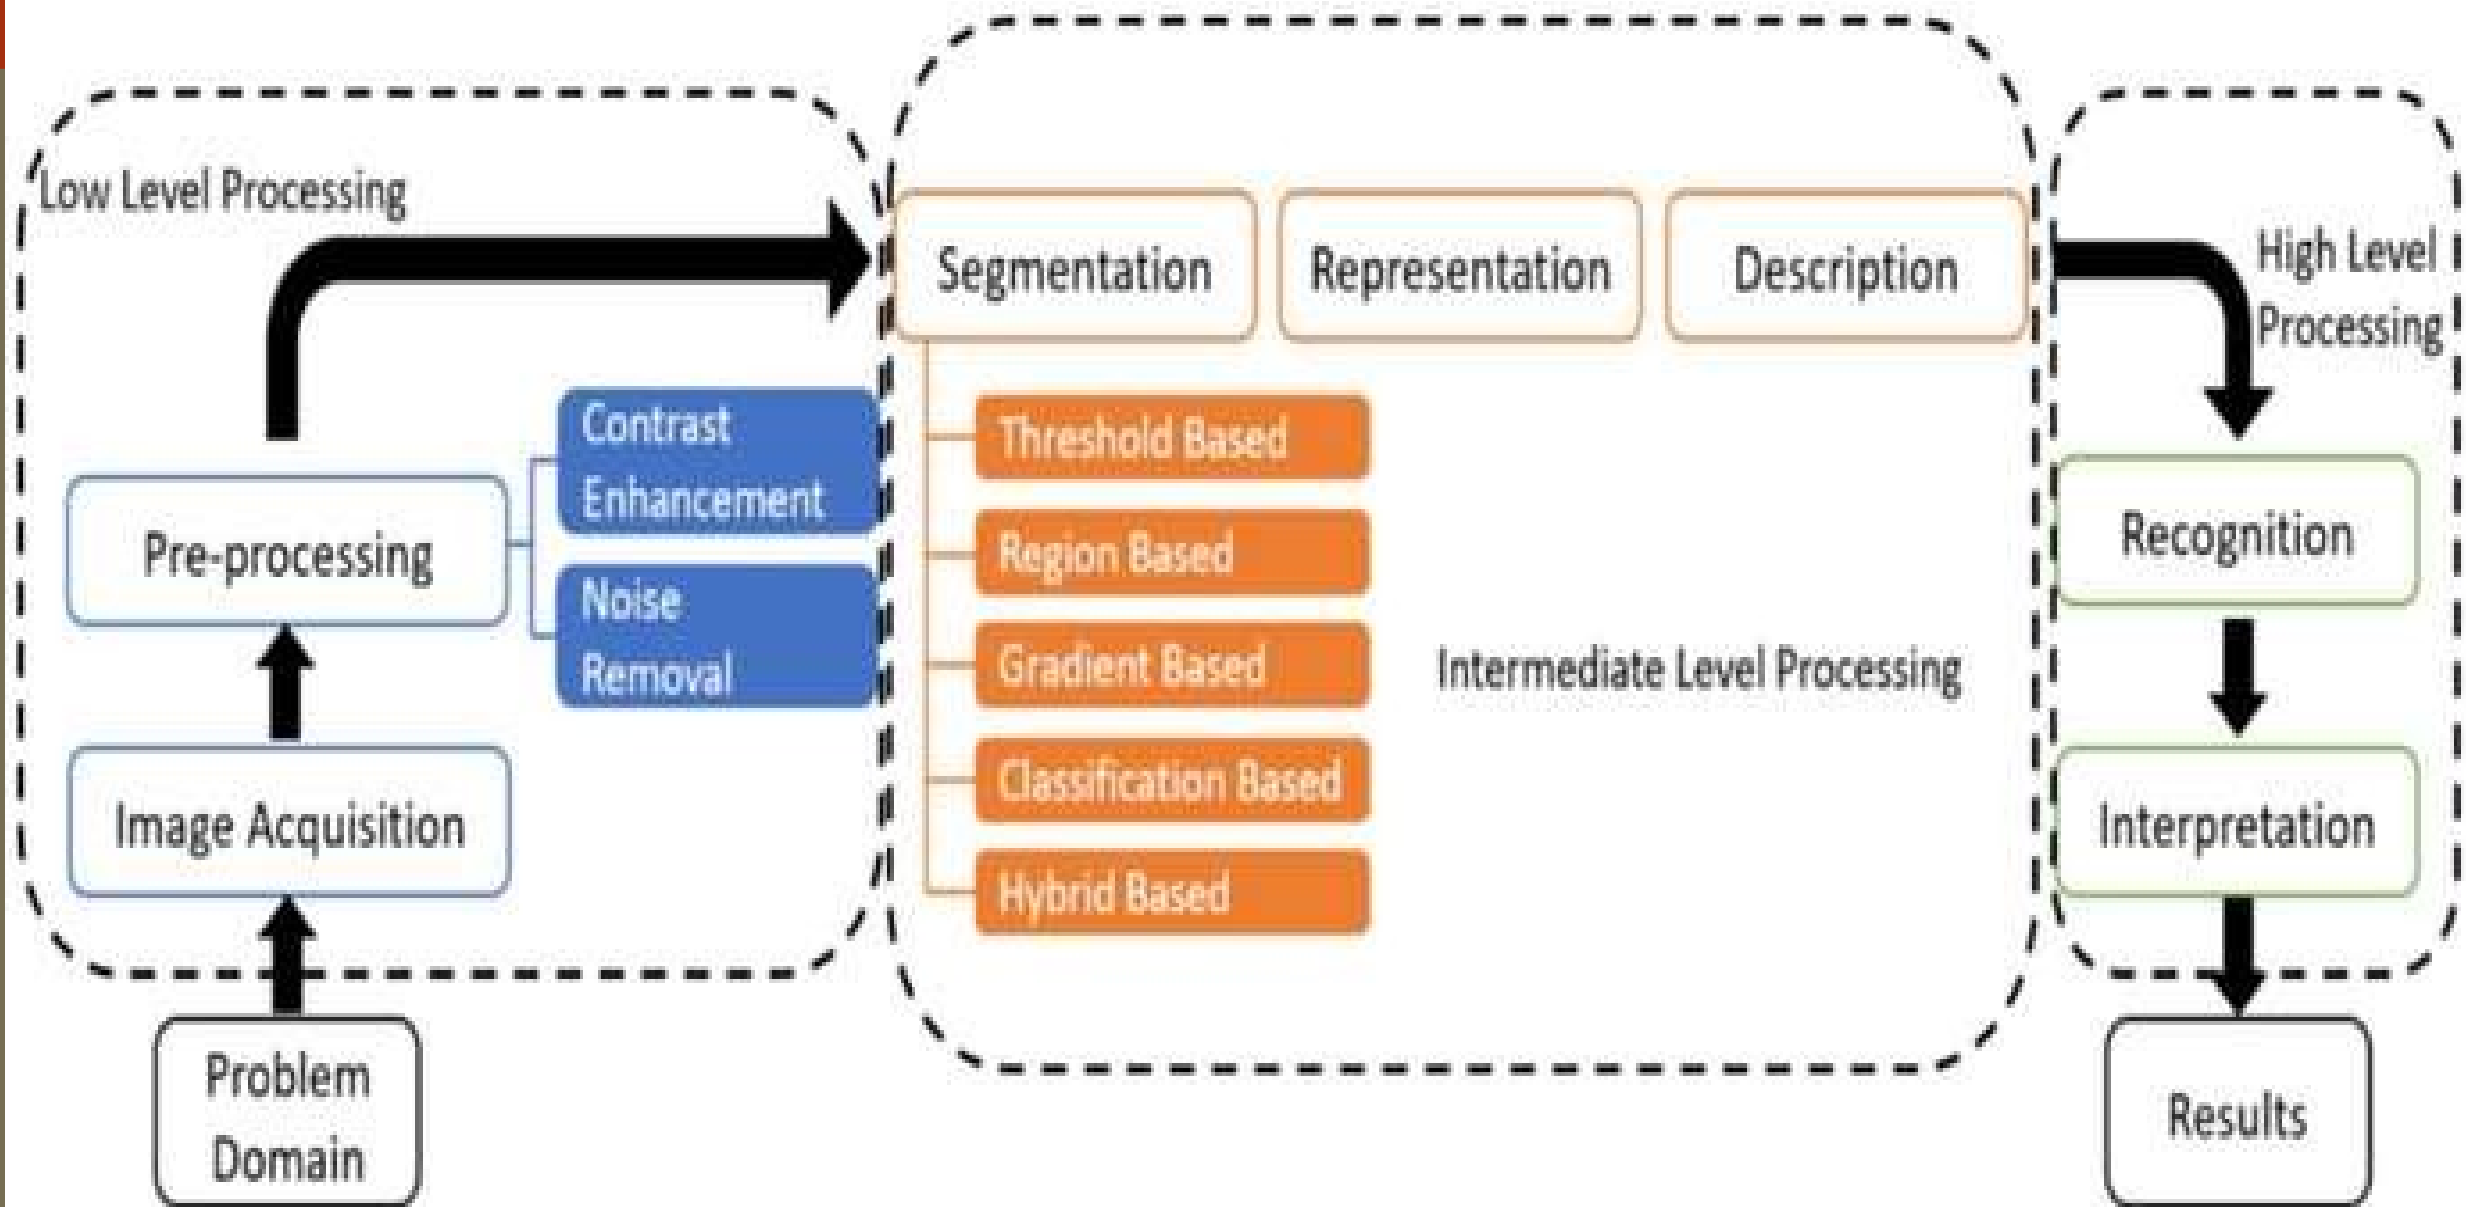 Low Level Processing
Segmentation
Representation
Description
High Level
Processing
Contrast
Enhancement
Threshold Based
Pre-processing
Region Based
Recognition
Noise
Removal
Gradient Based
Intermediate Level Processing
Classification Based
Image Acquisition
Interpretation
Hybrid Based
Problem
Domain
Results